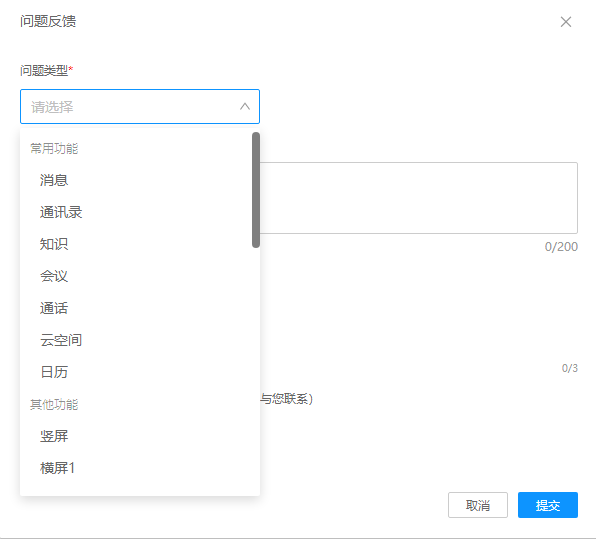 问题反馈
问题类型*
请选择
常用功能
消息
通讯录
知识
会议
通话
云空间
日历
其他功能
竖屏
横屏1
0/200
0/3
与您联系）
取消
提交